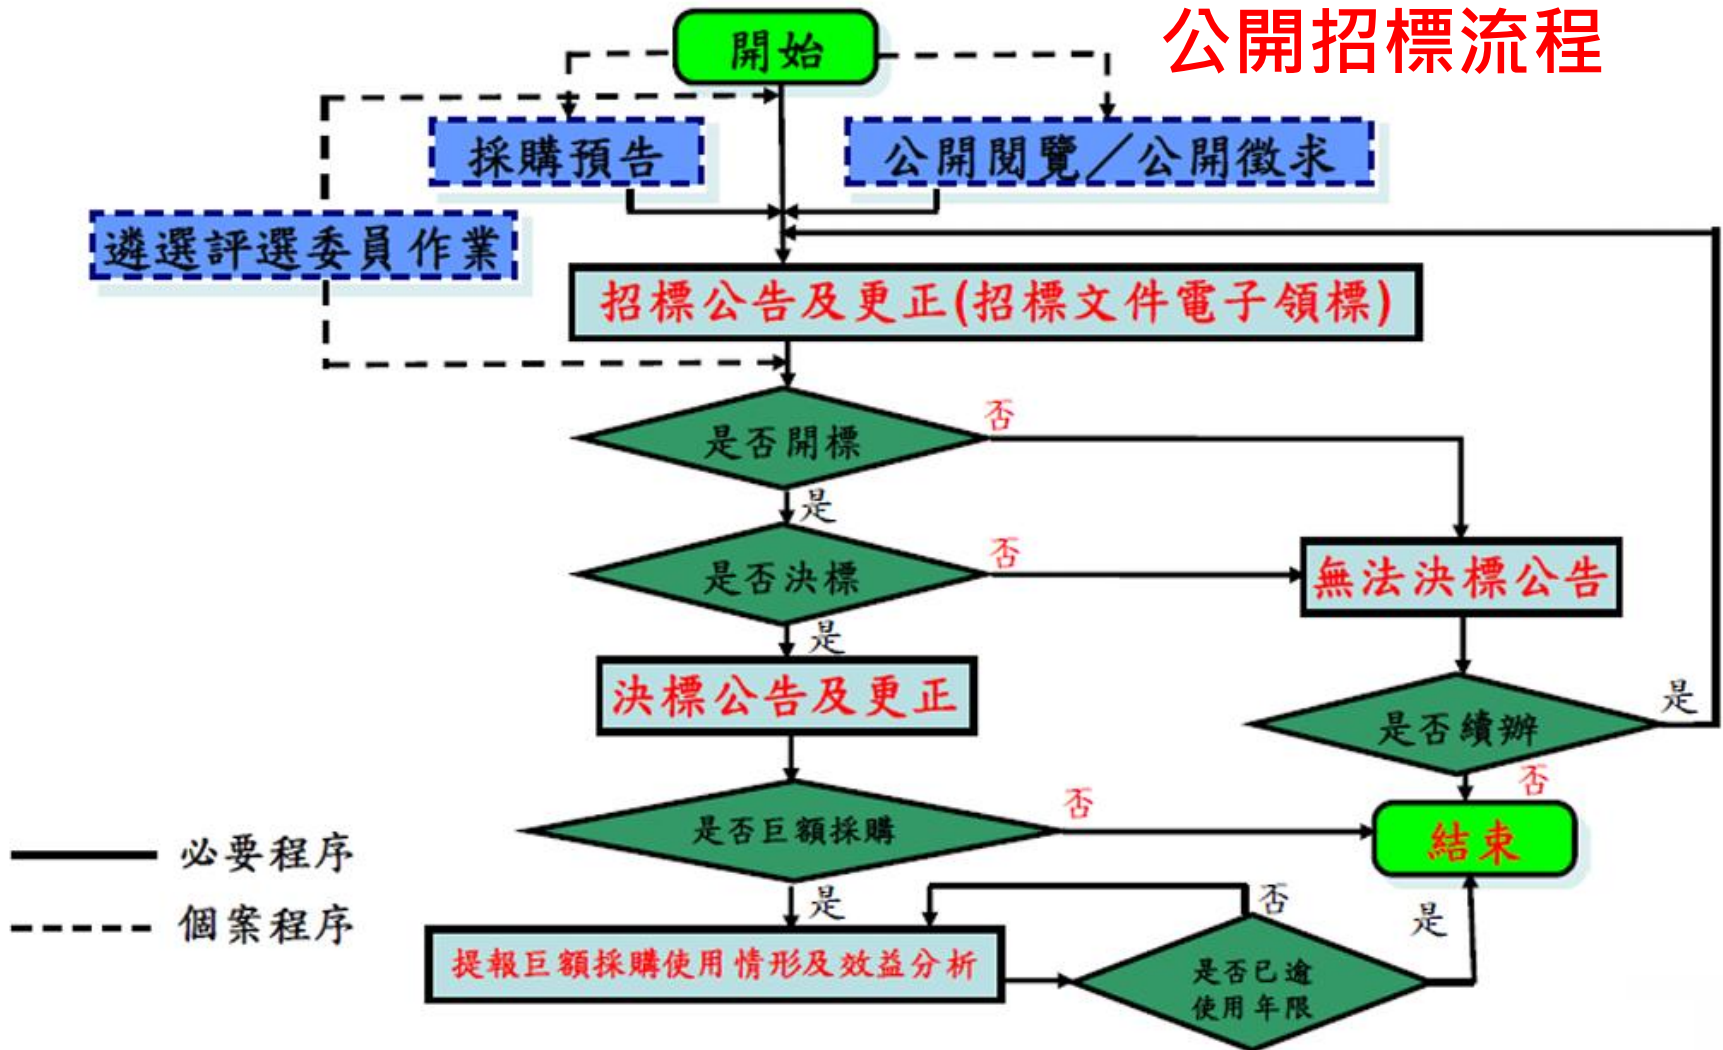 公開招標流程
開始
採購預告
公開閱覽／公開徵求
遴選評選委員作業
招標公告及更正(招標文件電子領標)
是否開標
否
是
是否決標
否
無法決標公告
是
決標公告及更正
是否續辦
是
否
是否巨額採購
否
結束
是
提報巨額採購使用情形及效益分析
否
是否已逾
使用年限
是
必要程序
個案程序